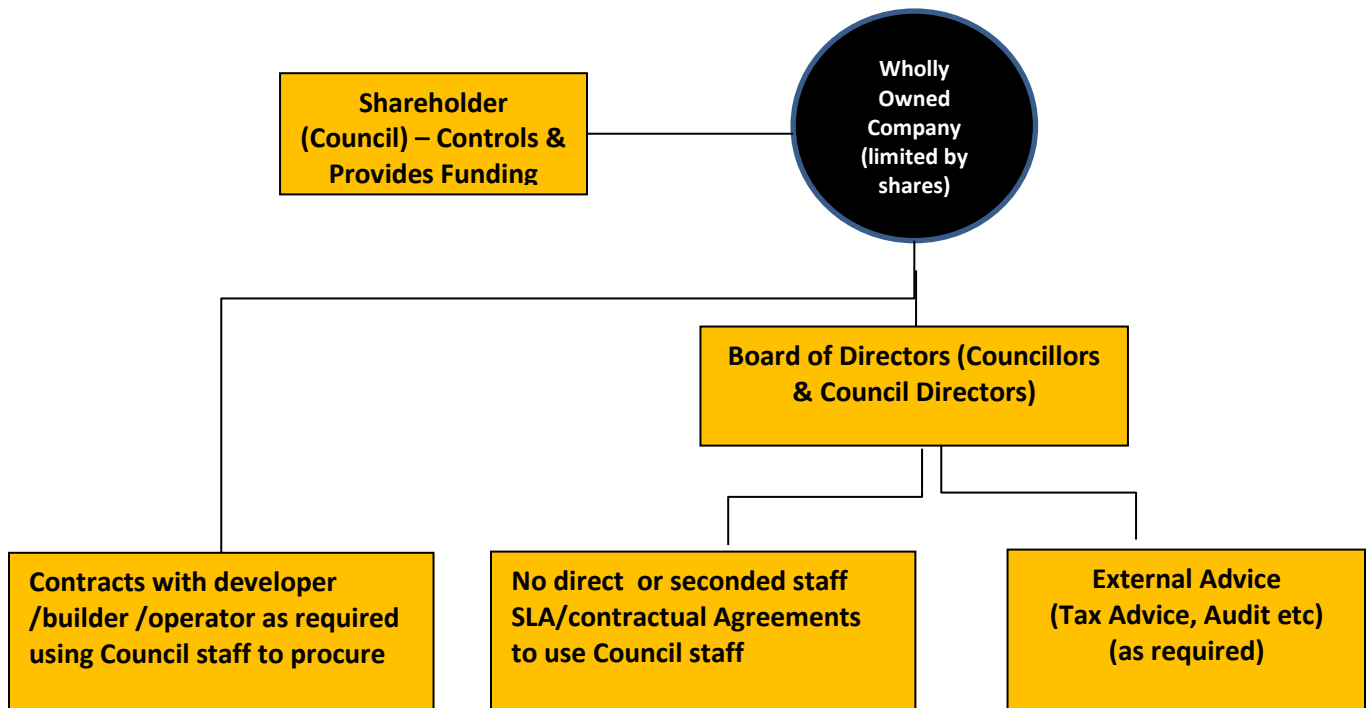 Wholly
Owned
Company
(limited by
shares)
Shareholder
(Council) – Controls &
Provides Funding
Board of Directors (Councillors
& Council Directors)
Contracts with developer
/builder /operator as required
using Council staff to procure
No direct or seconded staff
SLA/contractual Agreements
to use Council staff
External Advice
(Tax Advice, Audit etc)
(as required)